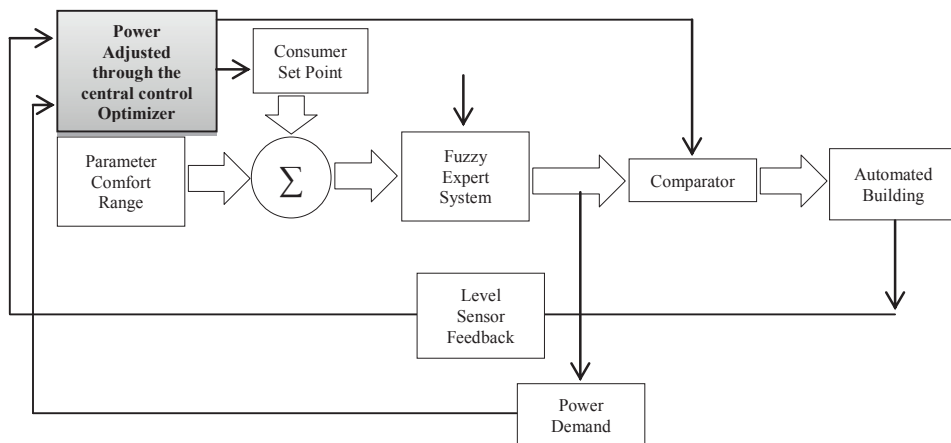 Power
Adjusted
through the
central control
Optimizer
Consumer
Set Point
Parameter
Comfort
Range
Σ
Fuzzy
Expert
System
Comparator
Automated
Building
Level
Sensor
Feedback
Power
Demand